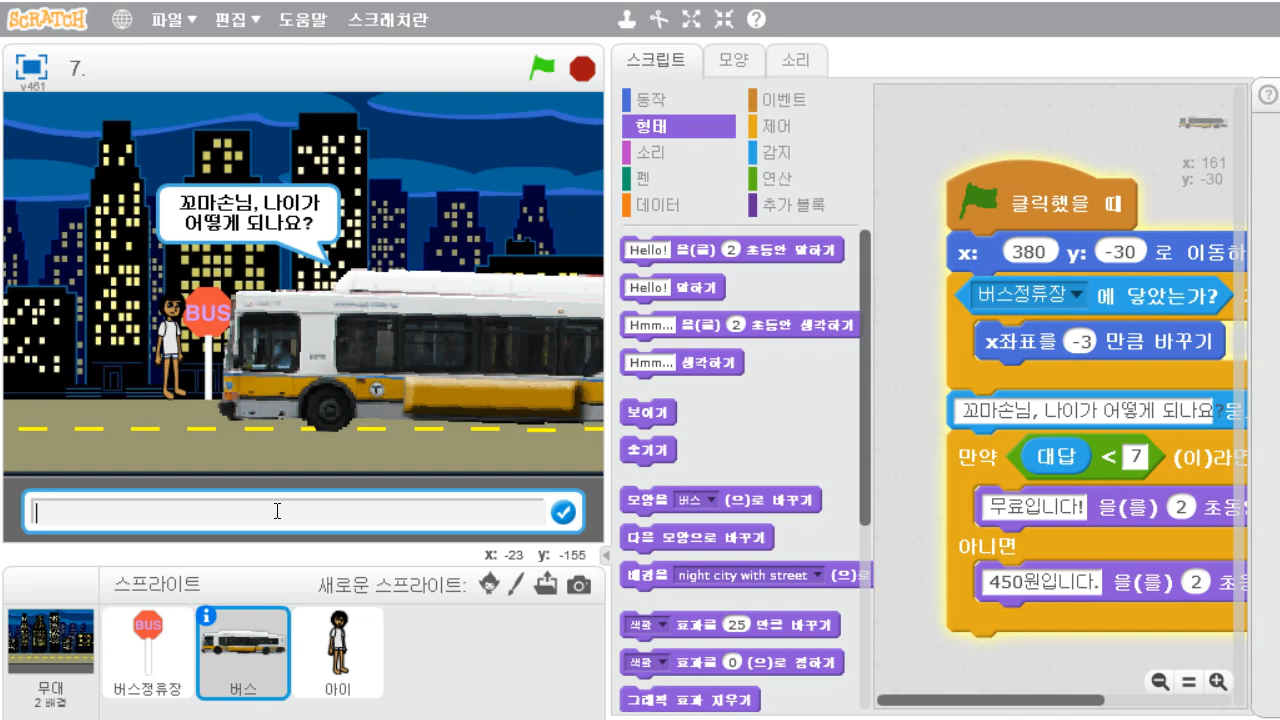 SCRATCH 파일▼ 편집▼ 도움말 스크래치란
v461
7.
꼬마손님, 나이가
어떻게 되나요?
BUS
x: -23 y: -155
스프라이트 새로운 스프라이트:
무대
2 배경
BUS
버스정류장
버스
아이
스크립트 모양 소리
동작 이벤트
형태 제어
소리 감지
펜 연산
데이터 추가 블록
Hello! 을(를) 2 초동안 말하기
Hello! 말하기
Hmm... 을(를) 2 초동안 생각하기
Hmm... 생각하기
보이기
숨기기
모양을 버스 ▼ (으)로 바꾸기
다음 모양으로 바꾸기
배경을 night city with street ▼ (으)로
색깔 ▼ 효과를 25 만큼 바꾸기
색깔 ▼ 효과를 0 (으)로 정하기
그래픽 효과 지우기
x: 161
y: -30
클릭했을 때
x: 380 y: -30 로 이동하
버스정류장▼ 에 닿았는가?
x좌표를 -3 만큼 바꾸기
꼬마손님, 나이가 어떻게 되나요?
만약 대답 < 7 (이)라면
무료입니다! 을(를) 2 초동안
아니면
450원입니다. 을(를) 2 초동